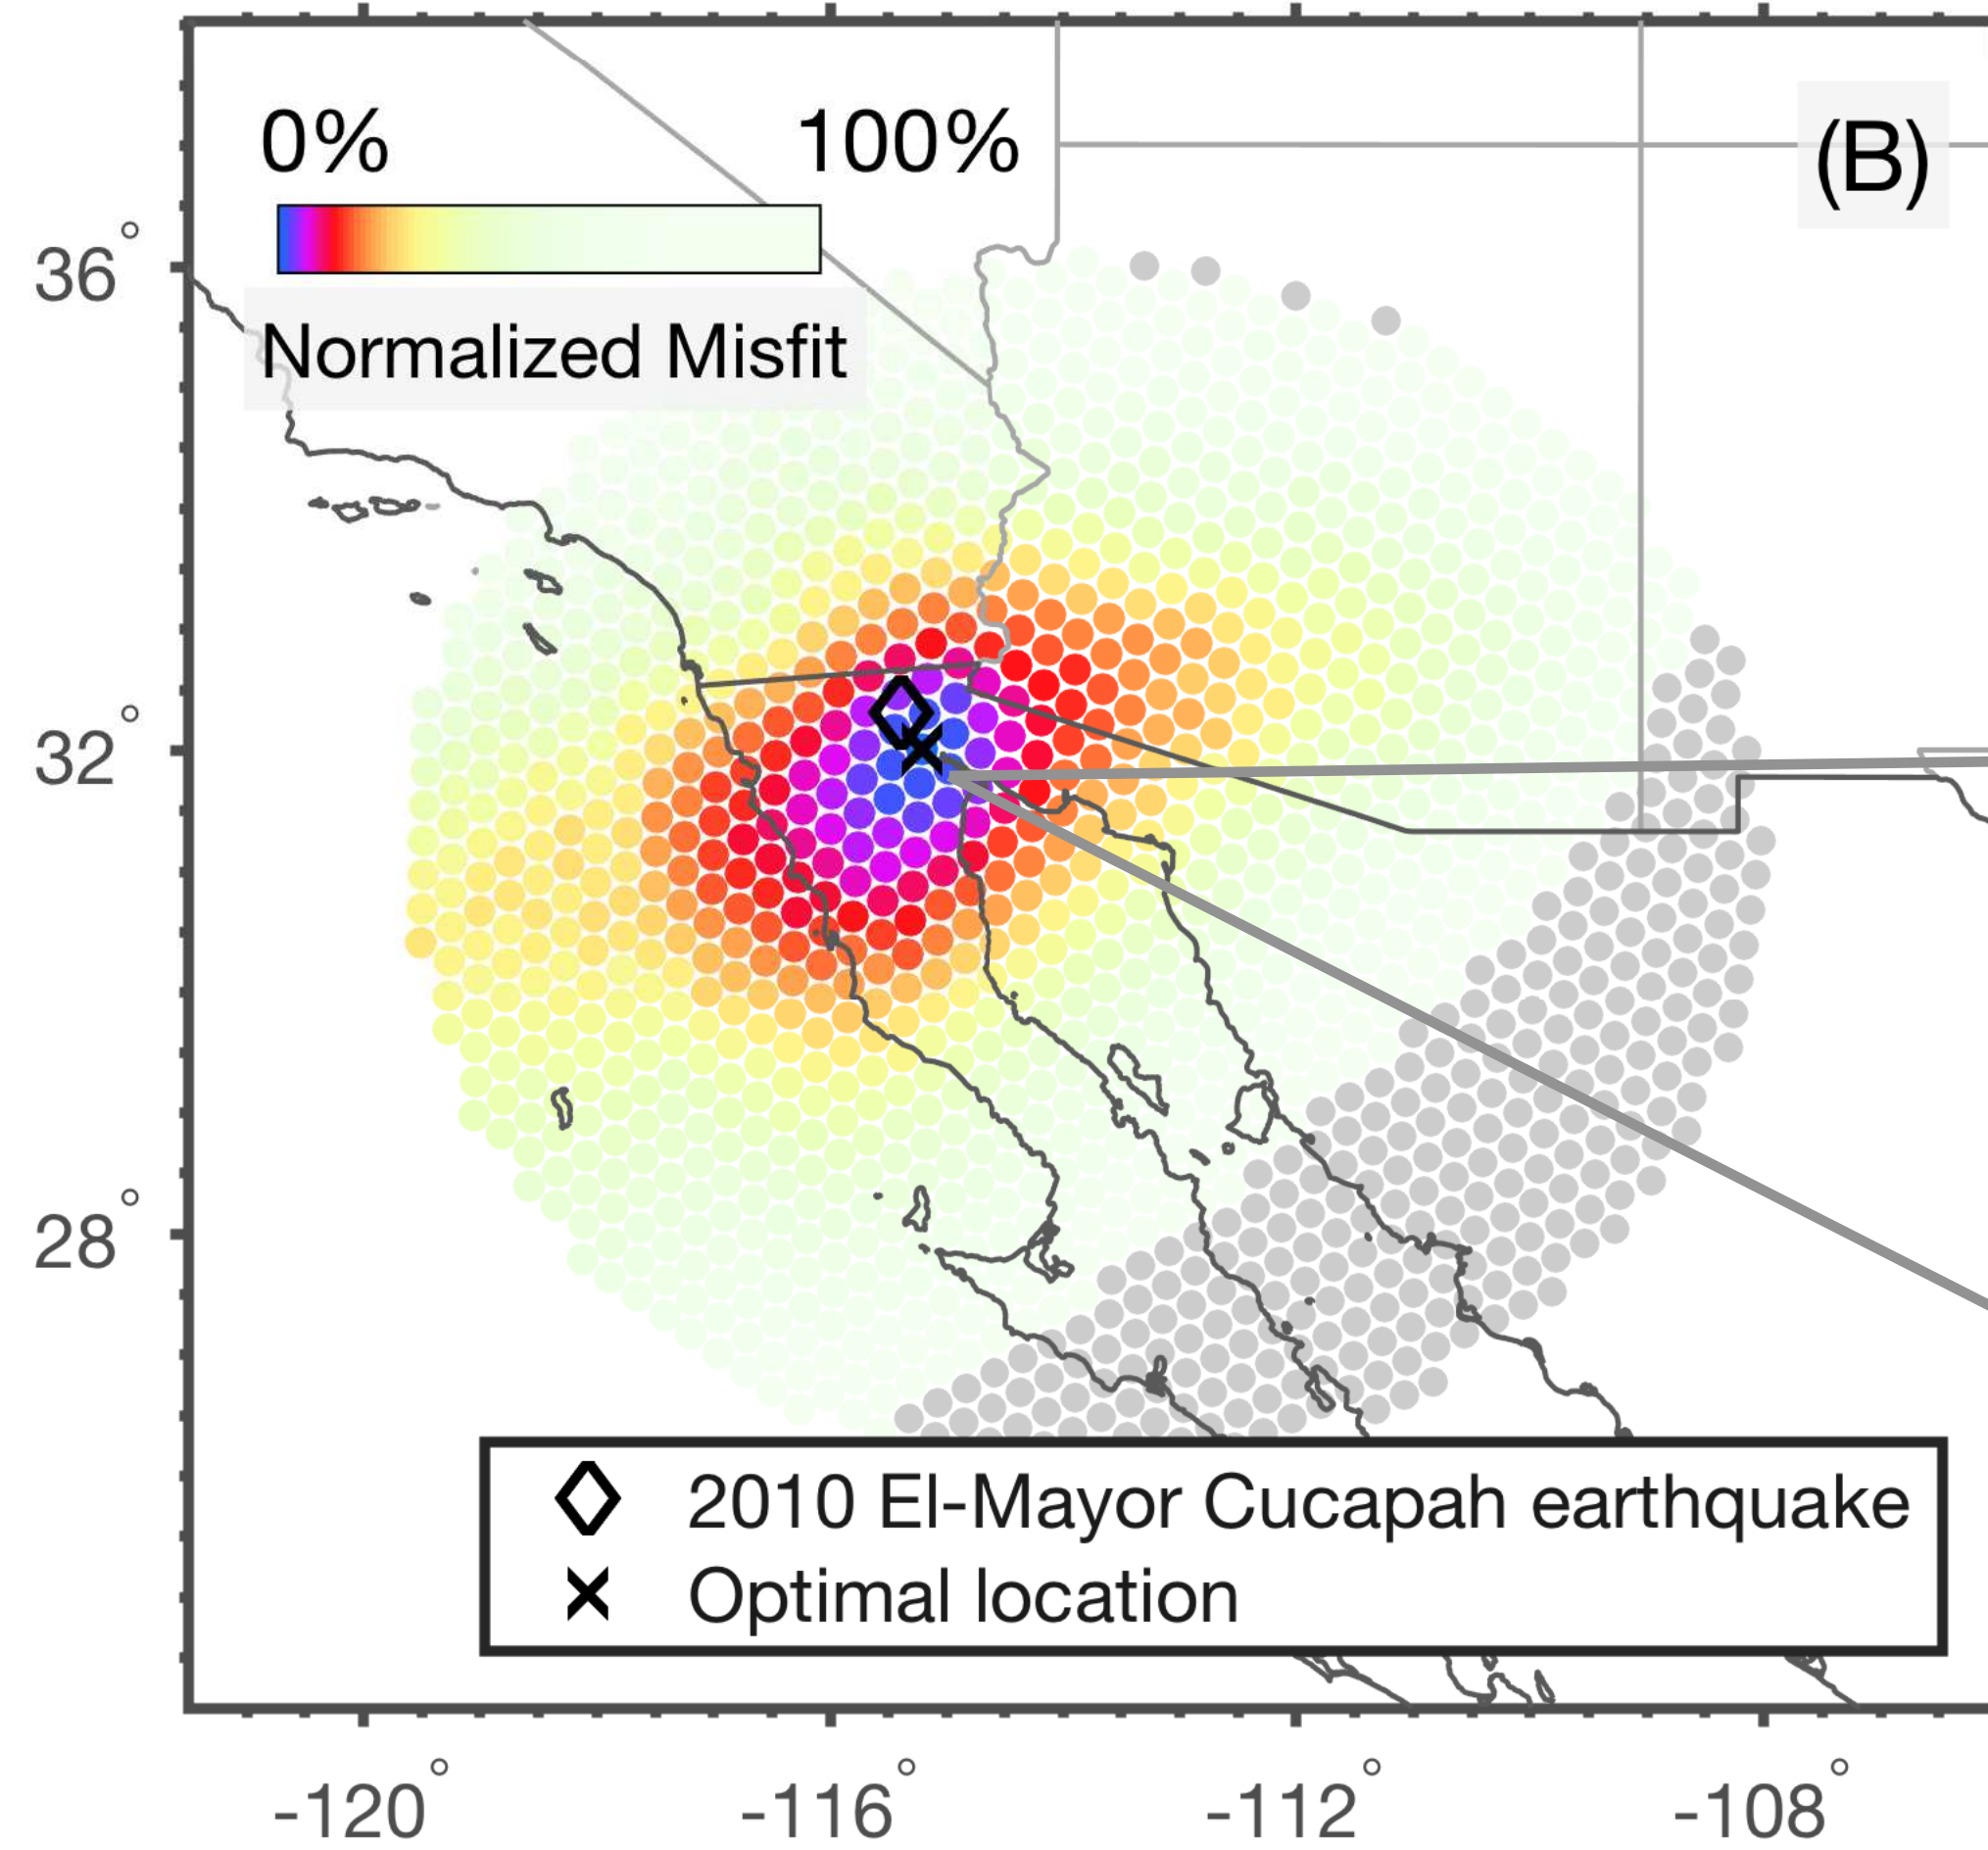 0% 100%
(B)
Normalized Misfit
36°
32°
28°
2010 El-Mayor Cucapah earthquake
Optimal location
-120° -116° -112° -108°